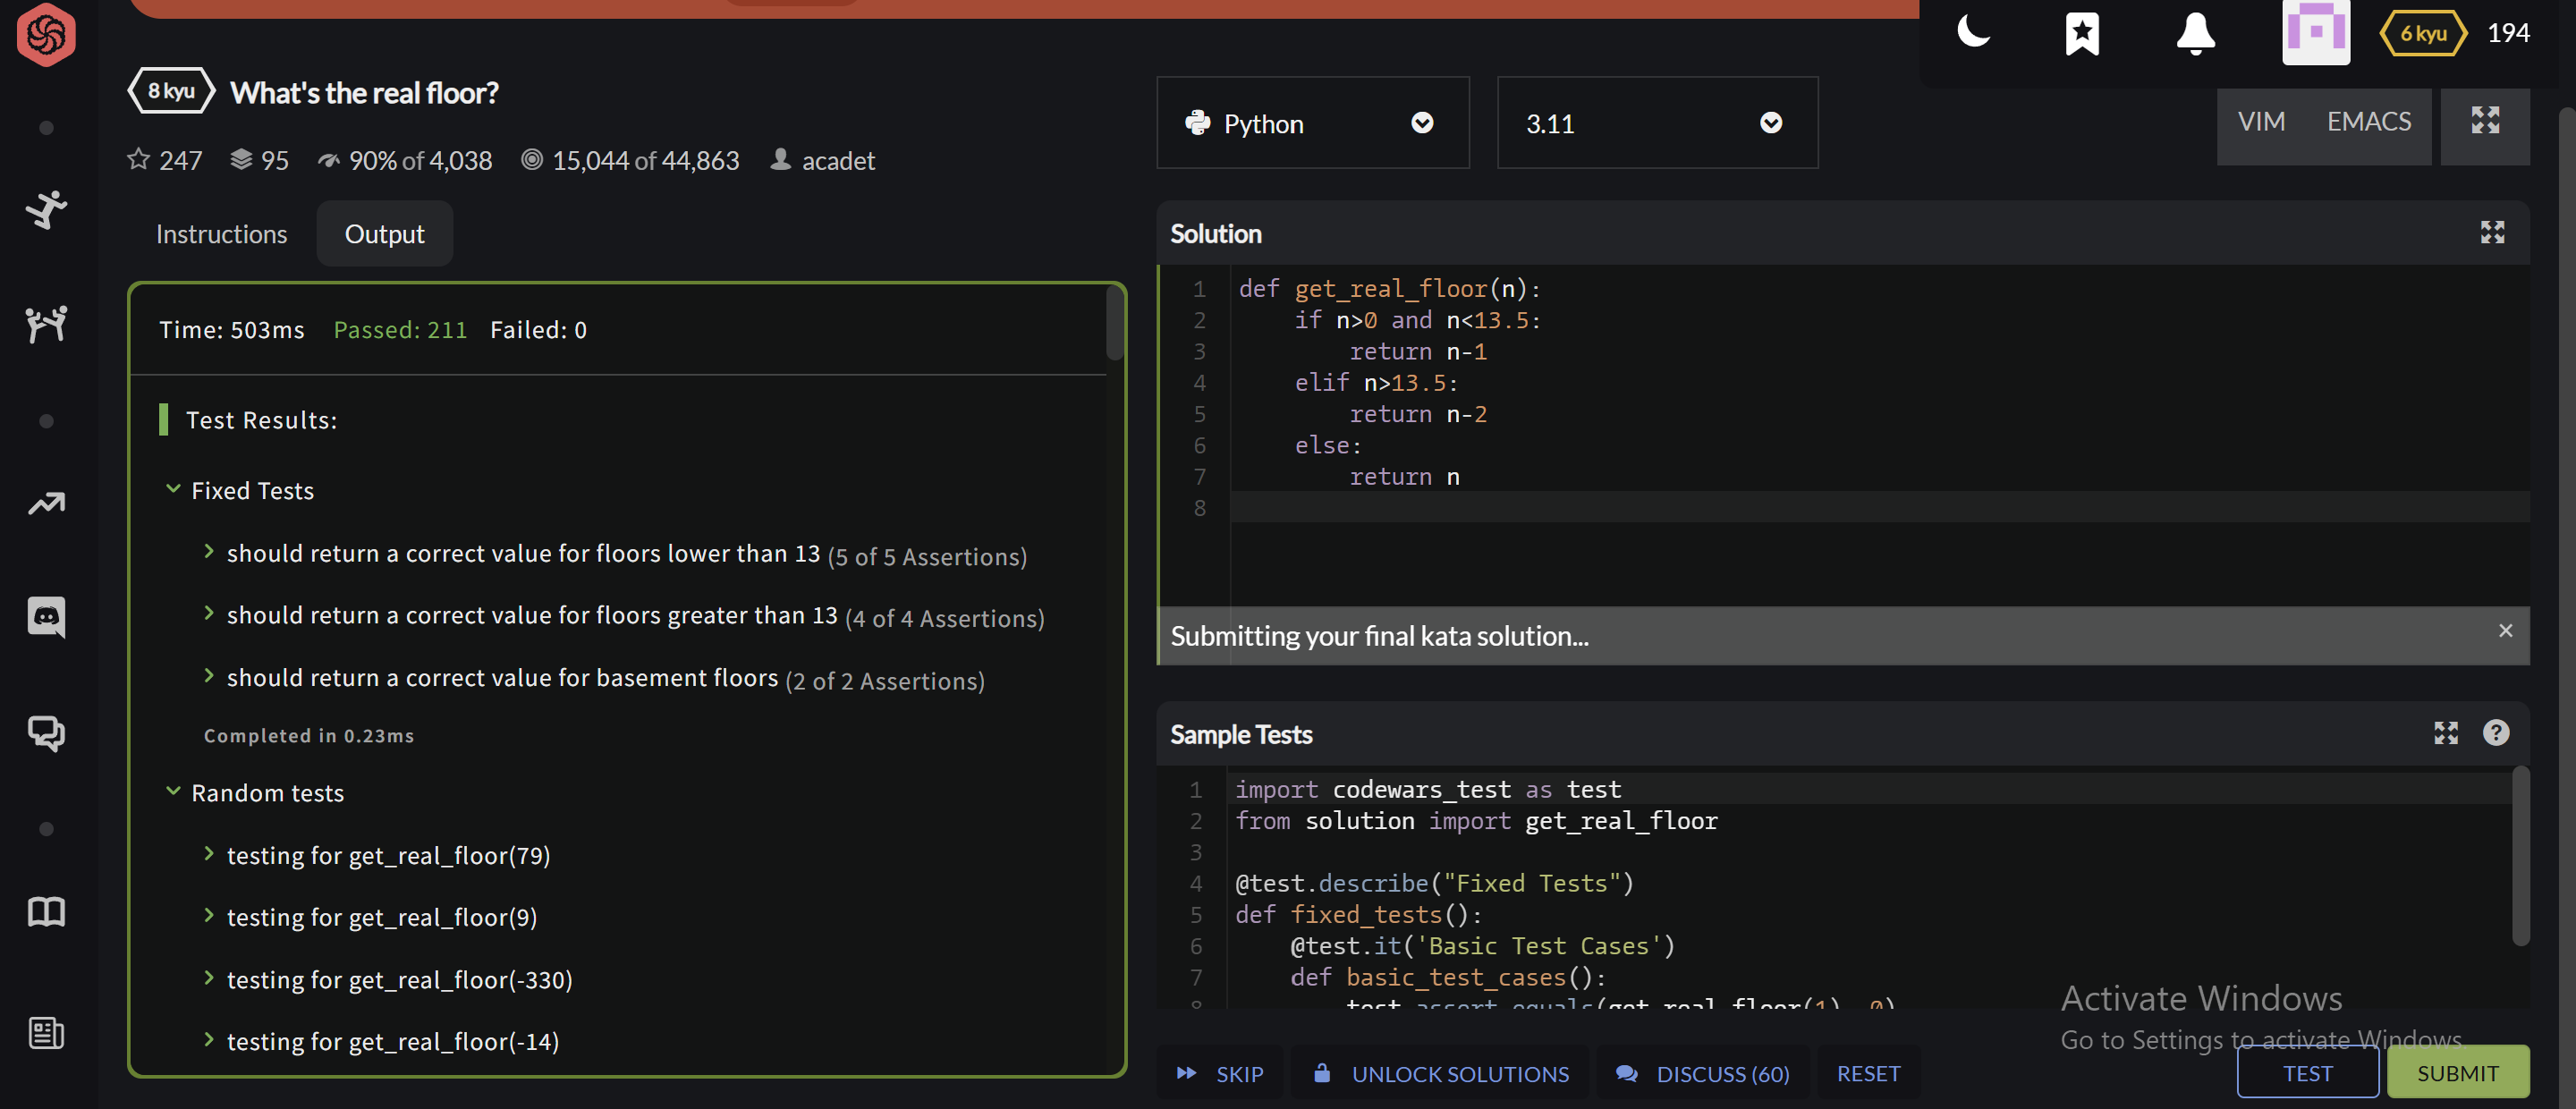 6 kyu 194
8 kyu What's the real floor?
247 95 90% of 4,038 15,044 of 44,863 acadet
Instructions Output
Time: 503ms Passed: 211 Failed: 0
Test Results:
Fixed Tests
should return a correct value for floors lower than 13 (5 of 5 Assertions)
should return a correct value for floors greater than 13 (4 of 4 Assertions)
should return a correct value for basement floors (2 of 2 Assertions)
Completed in 0.23ms
Random tests
testing for get_real_floor(79)
testing for get_real_floor(9)
testing for get_real_floor(-330)
testing for get_real_floor(-14)
Python 3.11 VIM EMACS
Solution
1 def get_real_floor(n):
2 if n>0 and n<13.5:
3 return n-1
4 elif n>13.5:
5 return n-2
6 else:
7 return n
8
Submitting your final kata solution... ×
Sample Tests ?
1 import codewars_test as test
2 from solution import get_real_floor
3
4 @test.describe("Fixed Tests")
5 def fixed_tests():
6 @test.it('Basic Test Cases')
7 def basic_test_cases():
8 test.assert_equals(get_real_floor(1), 0)
Activate Windows
Go to Settings to activate Windows.
SKIP UNLOCK SOLUTIONS DISCUSS (60) RESET TEST SUBMIT